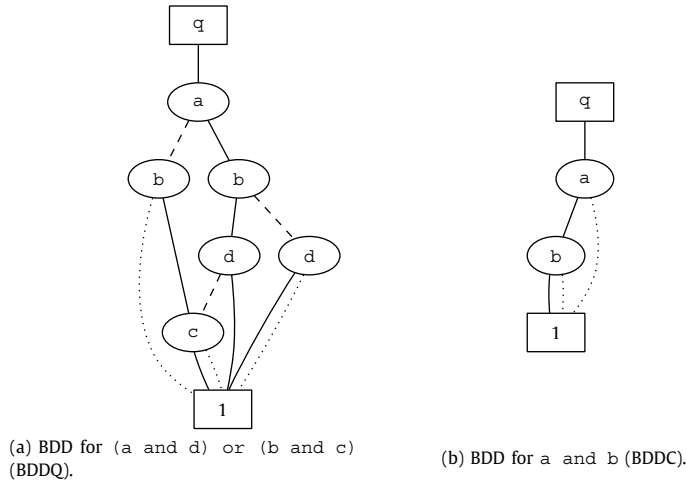 q
a
b
b
d
d
c
1
(a) BDD for (a and d) or (b and c)
(BDDQ).
q
a
b
1
(b) BDD for a and b (BDDC).